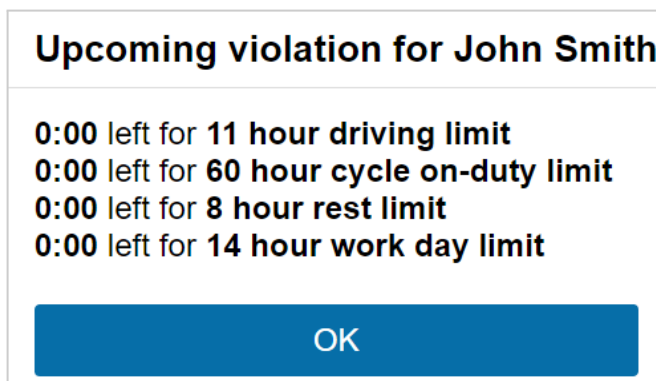 Upcoming violation for John Smith
0:00 left for 11 hour driving limit
0:00 left for 60 hour cycle on-duty limit
0:00 left for 8 hour rest limit
0:00 left for 14 hour work day limit
OK